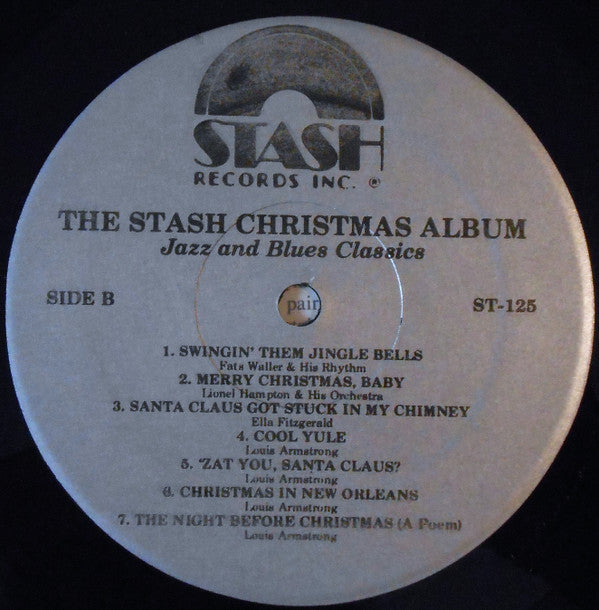 STASH
RECORDS INC. ®
THE STASH CHRISTMAS ALBUM
Jazz and Blues Classics
SIDE B
pair
ST-125
1. SWINGIN' THEM JINGLE BELLS
Fats Waller & His Rhythm
2. MERRY CHRISTMAS, BABY
Lionel Hampton & His Orchestra
3. SANTA CLAUS GOT STUCK IN MY CHIMNEY
Ella Fitzgerald
4. COOL YULE
Louis Armstrong
5. 'ZAT YOU, SANTA CLAUS?
Louis Armstrong
6. CHRISTMAS IN NEW ORLEANS
Louis Armstrong
7. THE NIGHT BEFORE CHRISTMAS (A Poem)
Louis Armstrong